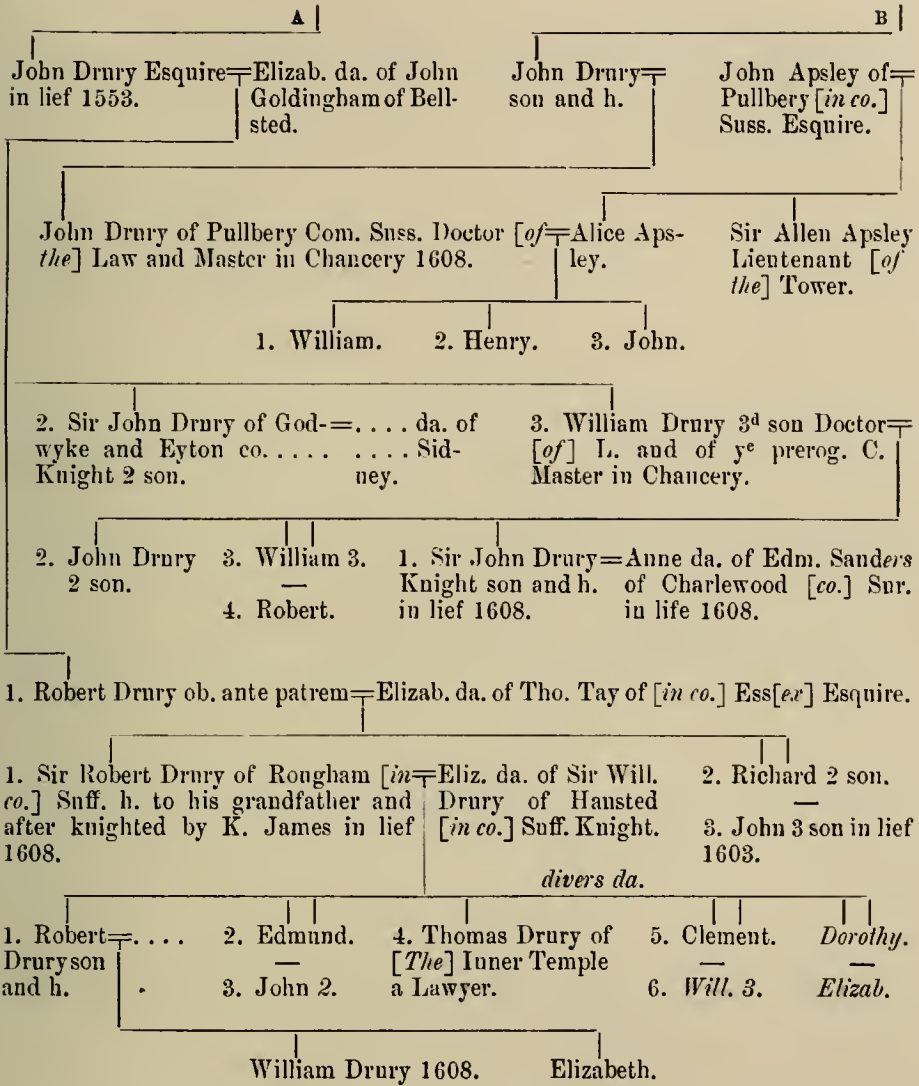 A B
John Drury Esquire=Elizab. da. of John John Drury= John Apsley of=
in lief 1553. Goldingham of Bell- son and h. Pullbery [in co.]
sted. Suss. Esquire.
John Drury of Pullbery Com. Suss. Doctor [of=Alice Aps- Sir Allen Apsley
the] Law and Master in Chancery 1608. ley. Lieutenant [of
the] Tower.
1. William. 2. Henry. 3. John.
2. Sir John Drury of God-=.... da. of 3. William Drury 3d son Doctor=
wyke and Eyton co..... .... Sid- [of] L. and of ye prerog. C.
Knight 2 son. ney. Master in Chancery.
2. John Drury 3. William 3. 1. Sir John Drury=Anne da. of Edm. Sanders
2 son. — Knight son and h. of Charlewood [co.] Sur.
4. Robert. in lief 1608. in life 1608.
1. Robert Drury ob. ante patrem=Elizab. da. of Tho. Tay of [in co.] Ess[ex] Esquire.
1. Sir Robert Drury of Rougham [in=Eliz. da. of Sir Will. 2. Richard 2 son.
co.] Suff. h. to his grandfather and Drury of Hausted —
after knighted by K. James in lief [in co.] Suff. Knight. 3. John 3 son in lief
1608. 1603.
divers da.
1. Robert=.... 2. Edmund. 4. Thomas Drury of 5. Clement. Dorothy.
Drury son — [The] Inner Temple — —
and h. 3. John 2. a Lawyer. 6. Will. 3. Elizab.
William Drury 1608. Elizabeth.